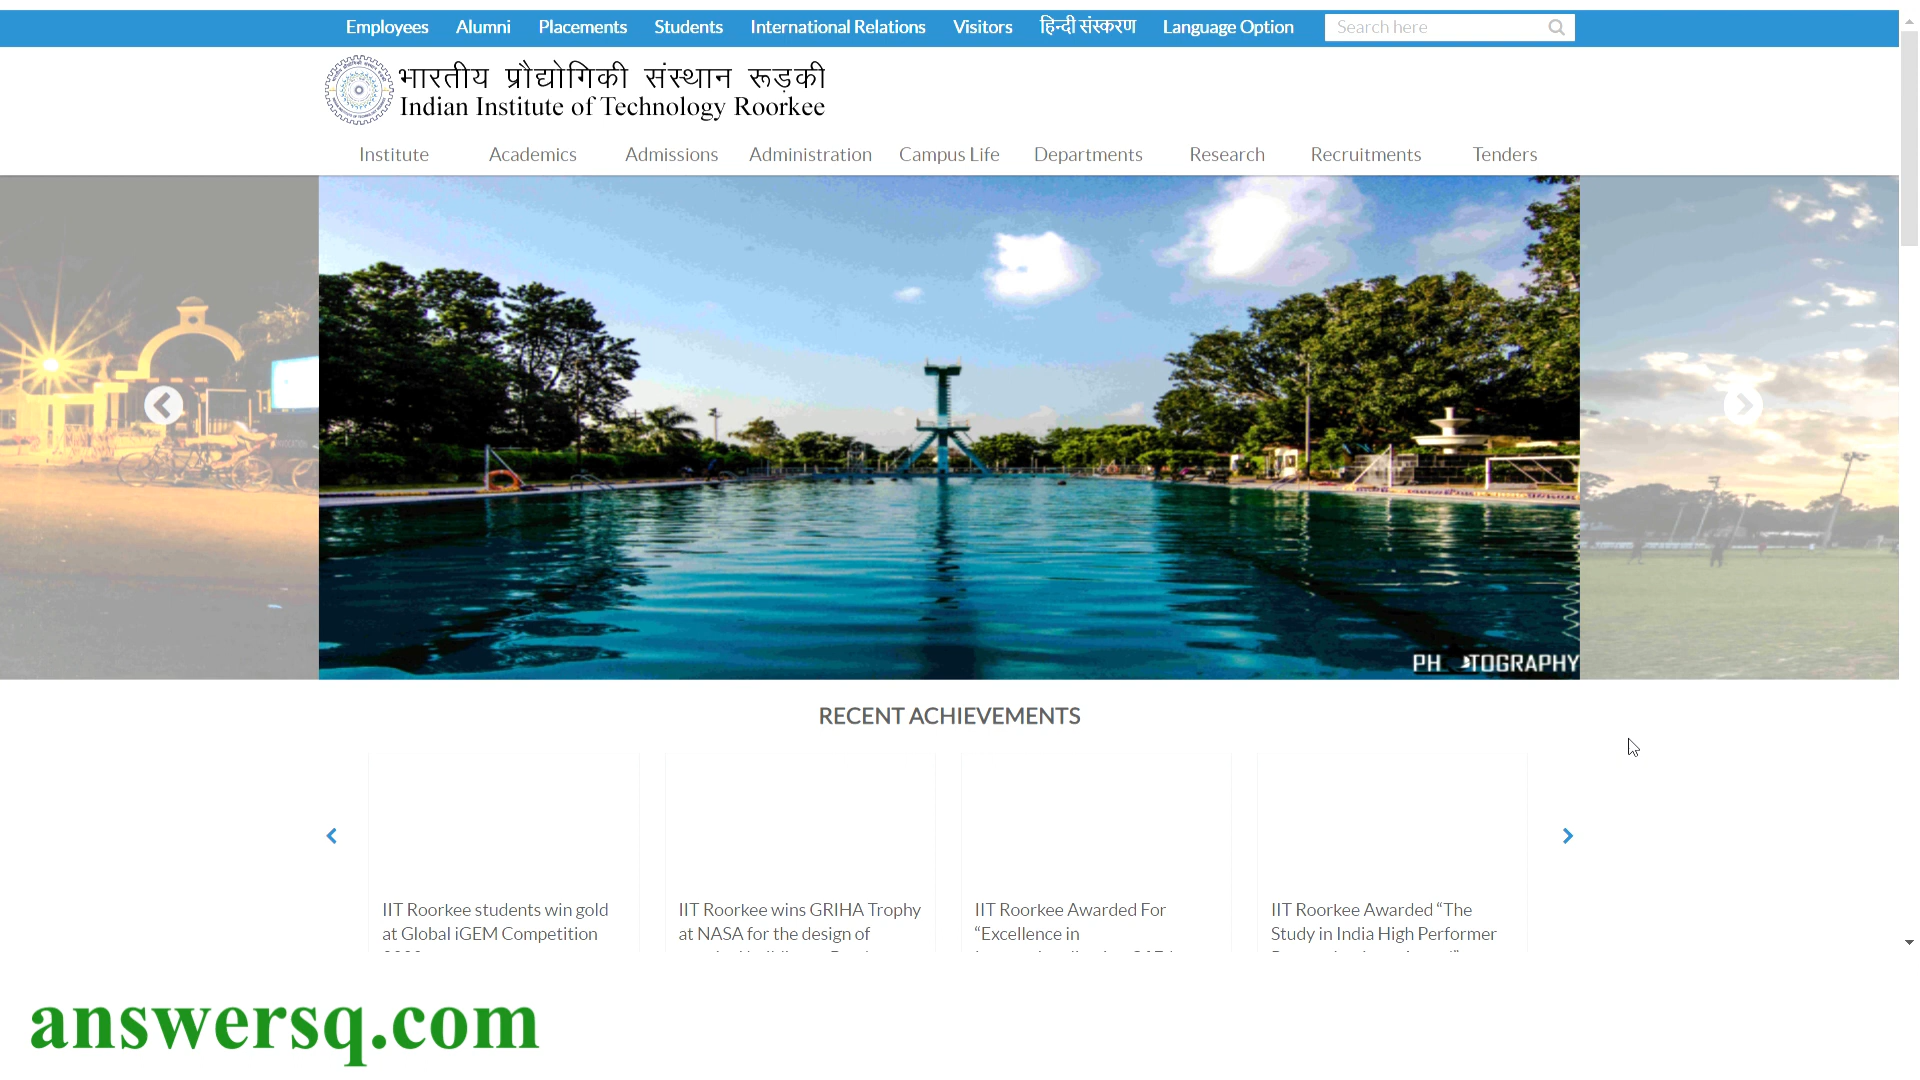 Employees Alumni Placements Students International Relations Visitors हिन्दी संस्करण Language Option Search here
भारतीय प्रौद्योगिकी संस्थान रूड़की
Indian Institute of Technology Roorkee
Institute Academics Admissions Administration Campus Life Departments Research Recruitments Tenders
PH TOGRAPHY
RECENT ACHIEVEMENTS
IIT Roorkee students win gold
at Global iGEM Competition
IIT Roorkee wins GRIHA Trophy
at NASA for the design of
IIT Roorkee Awarded For
“Excellence in
IIT Roorkee Awarded “The
Study in India High Performer
answersq.com